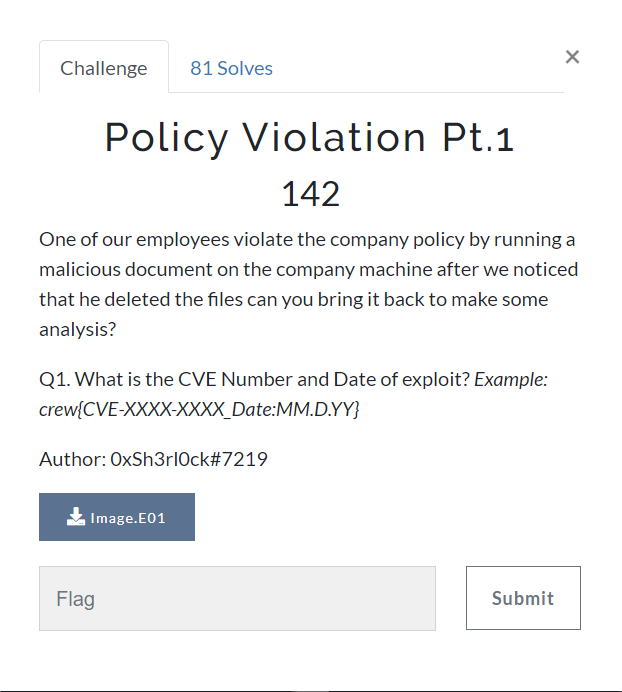 Challenge
81 Solves
×
Policy Violation Pt.1
142
One of our employees violate the company policy by running a
malicious document on the company machine after we noticed
that he deleted the files can you bring it back to make some
analysis?
Q1. What is the CVE Number and Date of exploit? Example:
crew{CVE-XXXX-XXXX_Date:MM.D.YY}
Author: 0xSh3rl0ck#7219
Image.E01
Flag
Submit